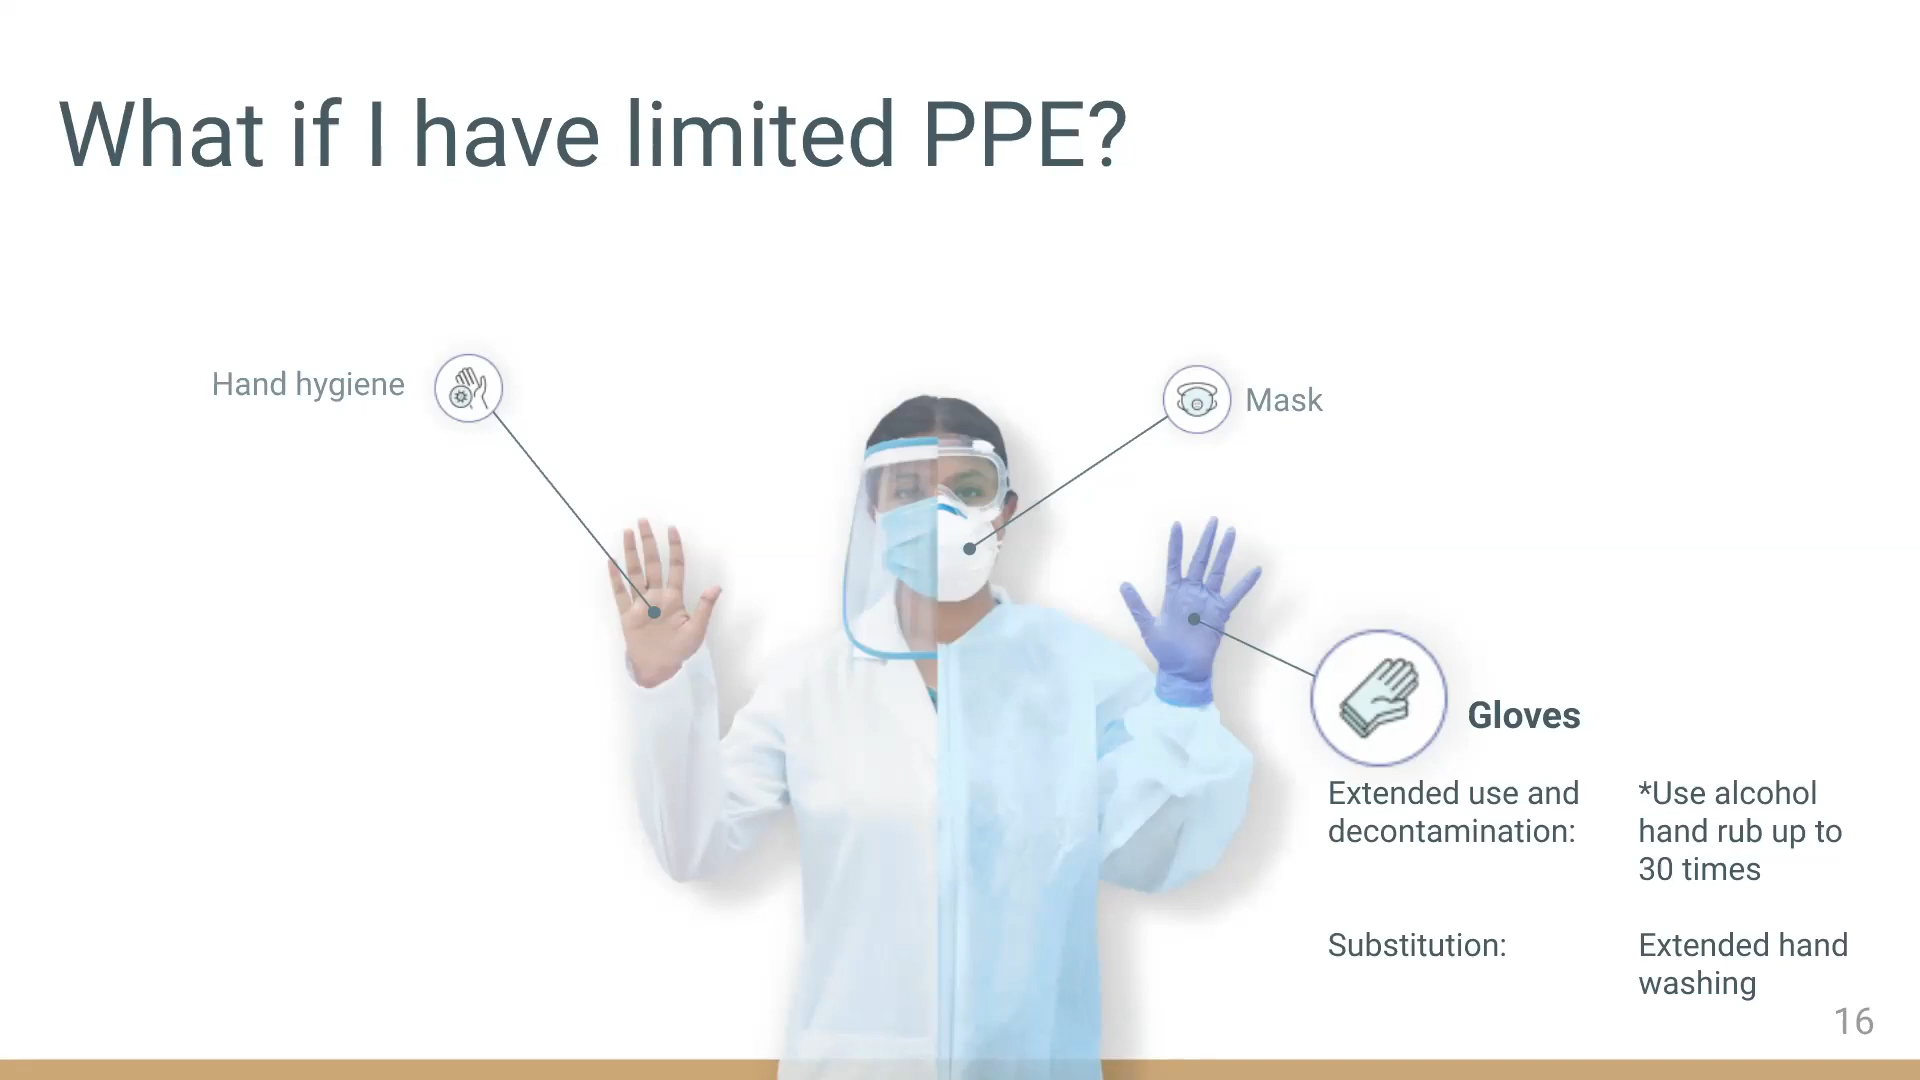 What if I have limited PPE?
Hand hygiene
Mask
Gloves
Extended use and
decontamination:
*Use alcohol
hand rub up to
30 times
Substitution:
Extended hand
washing
16